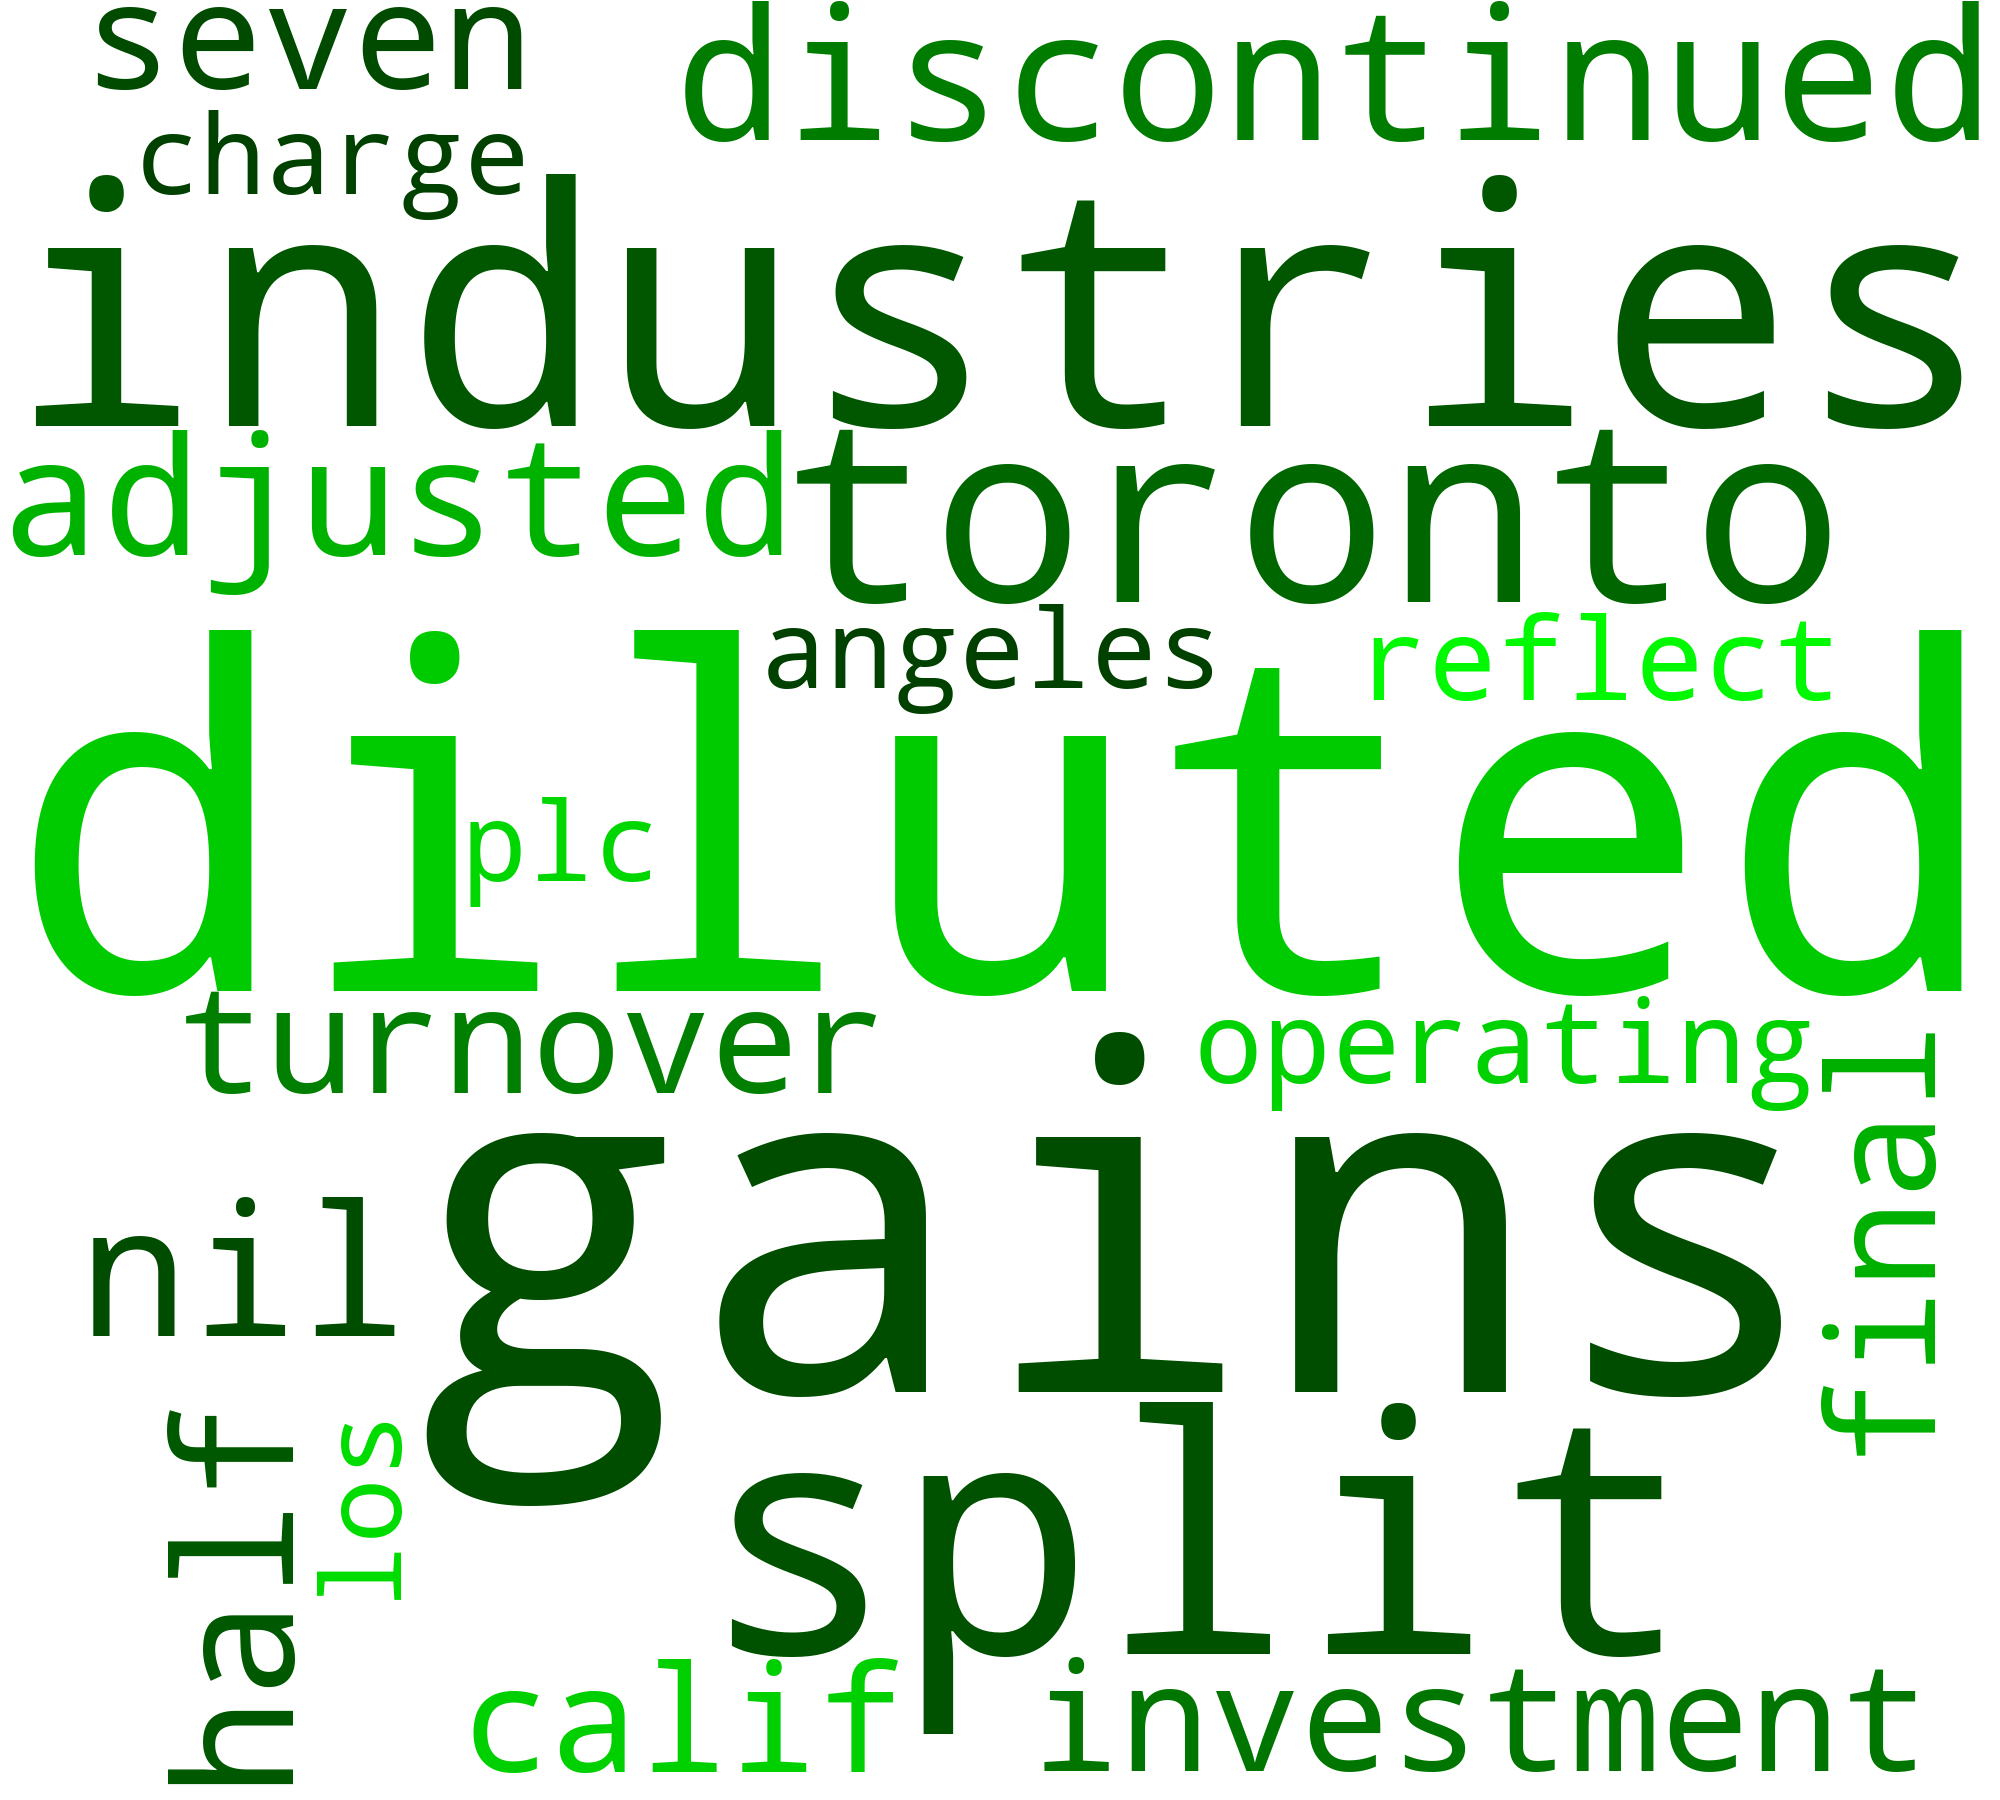 seven
discontinued
charge
industries
adjusted
toronto
angeles
reflect
diluted
plc
turnover
operating
final
gains
nil
half
los
split
calif
investment